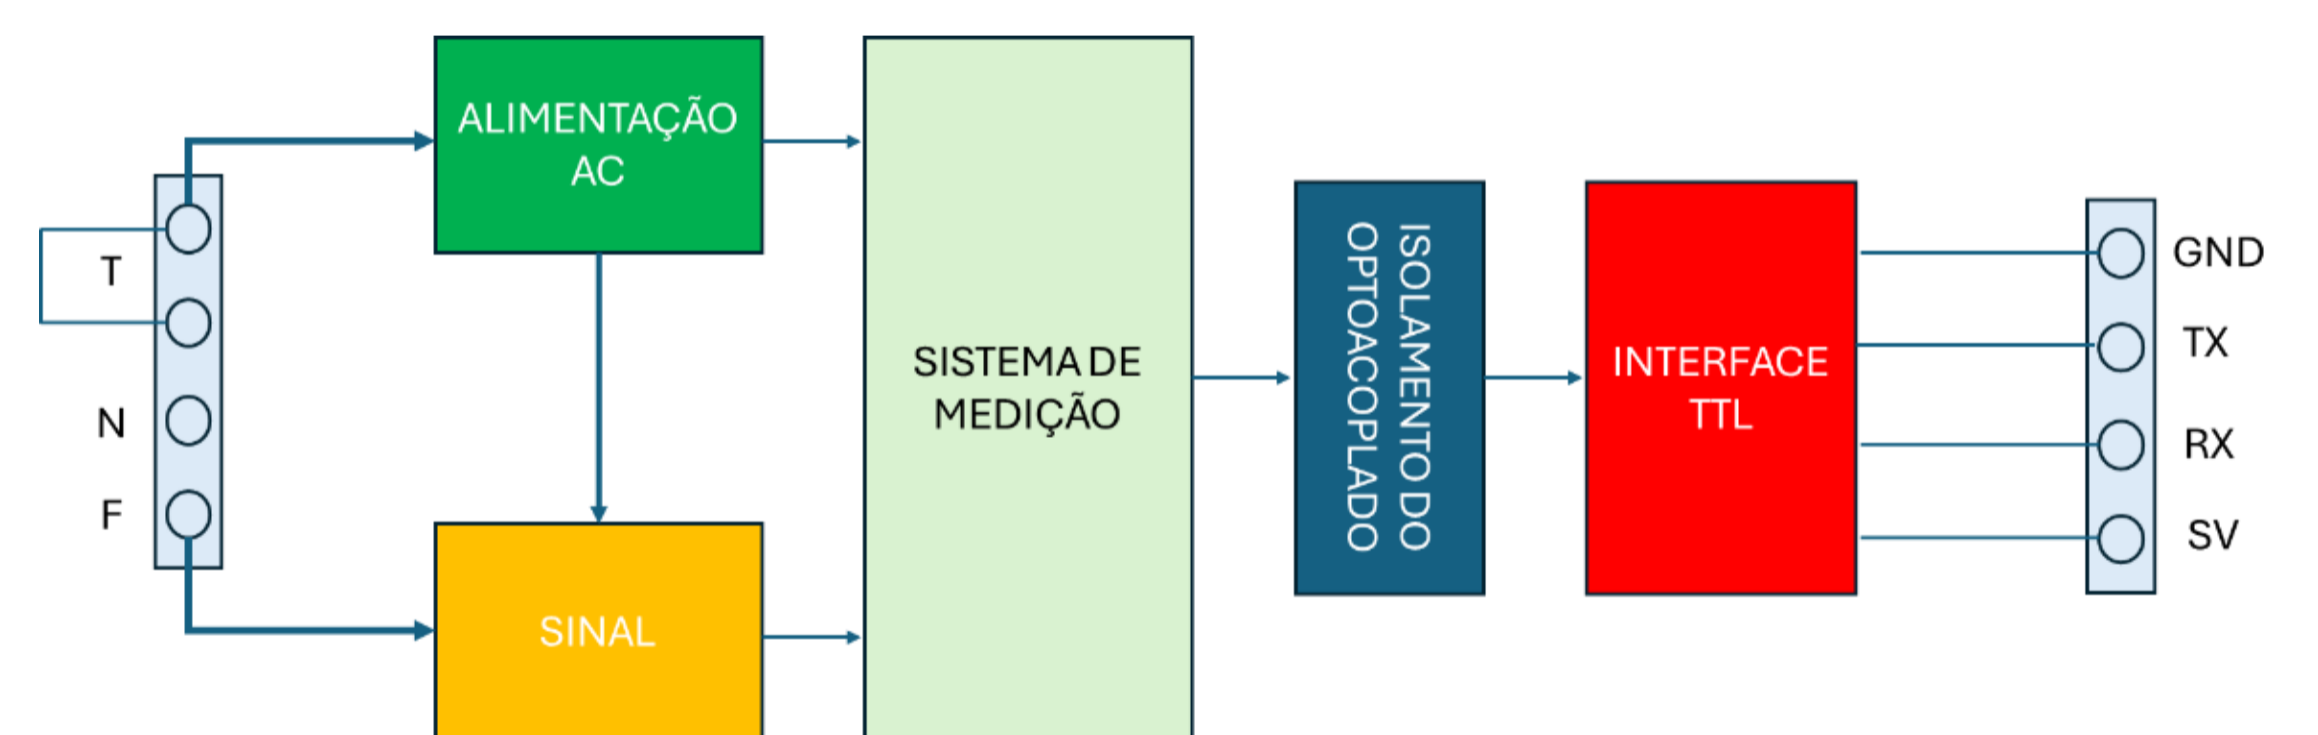 ALIMENTAÇÃO
AC
T
N
F
SINAL
SISTEMA DE
MEDIÇÃO
ISOLAMENTO DO
OPTOACOPLADO
INTERFACE
TTL
GND
TX
RX
SV